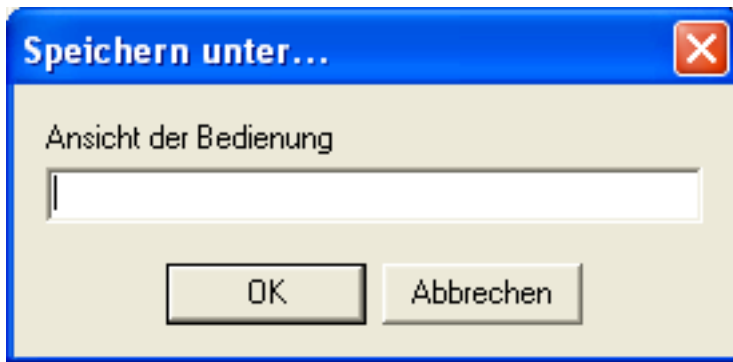 Speichern unter...
Ansicht der Bedienung
OK
Abbrechen